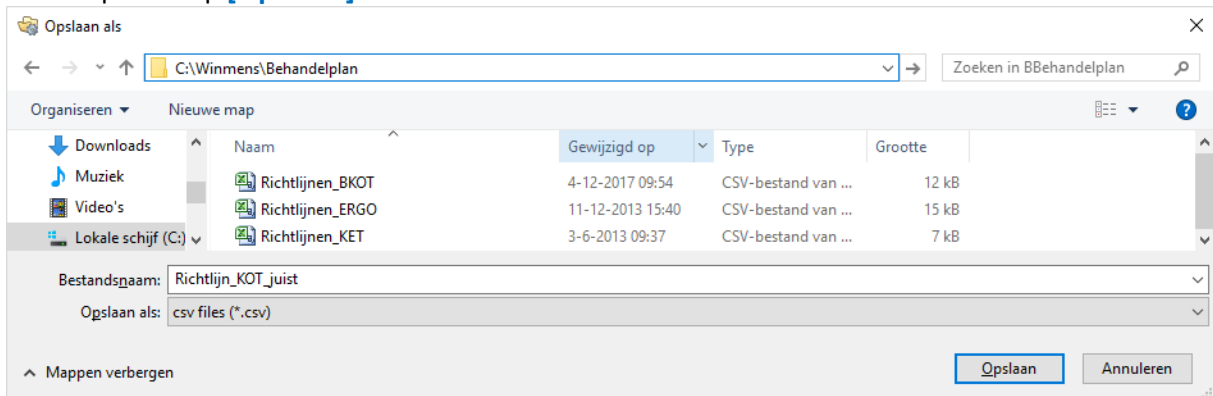 Opslaan als
C:\Winmens\Behandelplan
Zoeken in BBehandelplan
Organiseren
Nieuwe map
Downloads
Muziek
Video's
Lokale schijf (C:)
Naam Gewijzigd op Type Grootte
Richtlijnen_BKOT 4-12-2017 09:54 CSV-bestand van ... 12 kB
Richtlijnen_ERGO 11-12-2013 15:40 CSV-bestand van ... 15 kB
Richtlijnen_KET 3-6-2013 09:37 CSV-bestand van ... 7 kB
Bestandsnaam: Richtlijn_KOT_juist
Opslaan als: csv files (*.csv)
Mappen verbergen
Opslaan
Annuleren